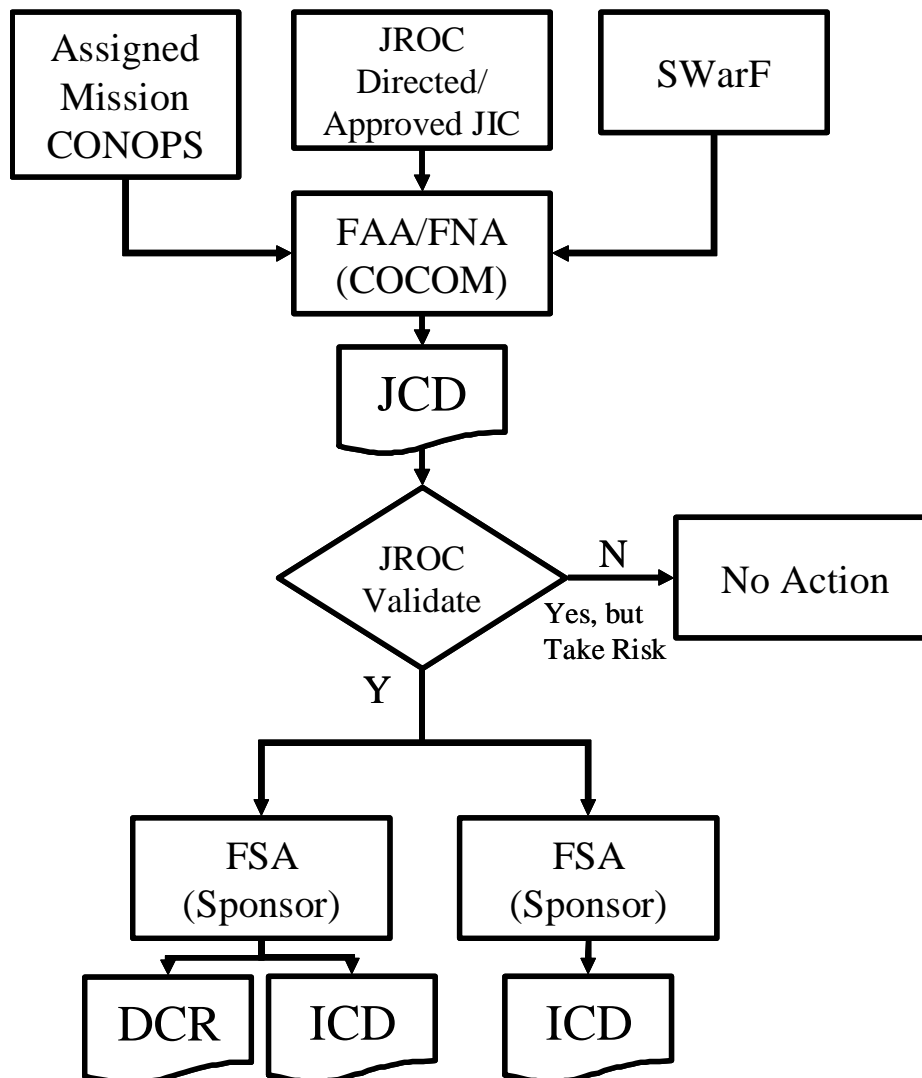 Assigned
Mission
CONOPS
JROC
Directed/
Approved JIC
SWarF
FAA/FNA
(COCOM)
JCD
JROC
Validate
N
Yes, but
Take Risk
No Action
Y
FSA
(Sponsor)
FSA
(Sponsor)
DCR
ICD
ICD